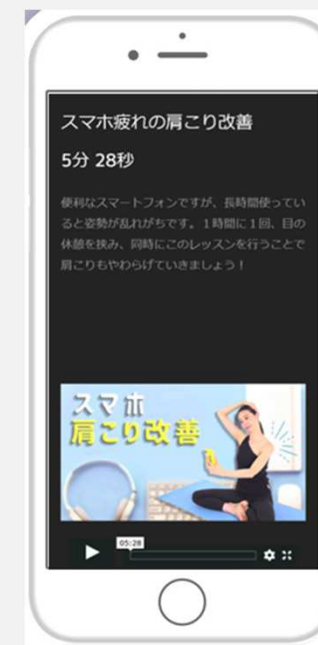 スマホ疲れの肩こり改善
5分 28秒
便利なスマートフォンですが、長時間使ってい
ると姿勢が乱れがちです。１時間に１回、目の
休憩を挟み、同時にこのレッスンを行うことで
肩こりもやわらげていきましょう！
スマホ
肩こり改善
05:28